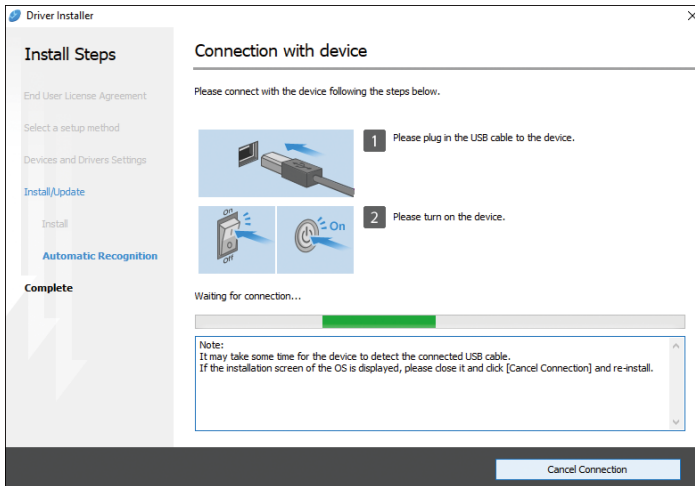 Driver Installer
Install Steps
End User License Agreement
Select a setup method
Devices and Drivers Settings
Install/Update
Install
Automatic Recognition
Complete
Connection with device
Please connect with the device following the steps below.
1 Please plug in the USB cable to the device.
On
Off
On
2 Please turn on the device.
Waiting for connection...
Note:
It may take some time for the device to detect the connected USB cable.
If the installation screen of the OS is displayed, please close it and click [Cancel Connection] and re-install.
Cancel Connection